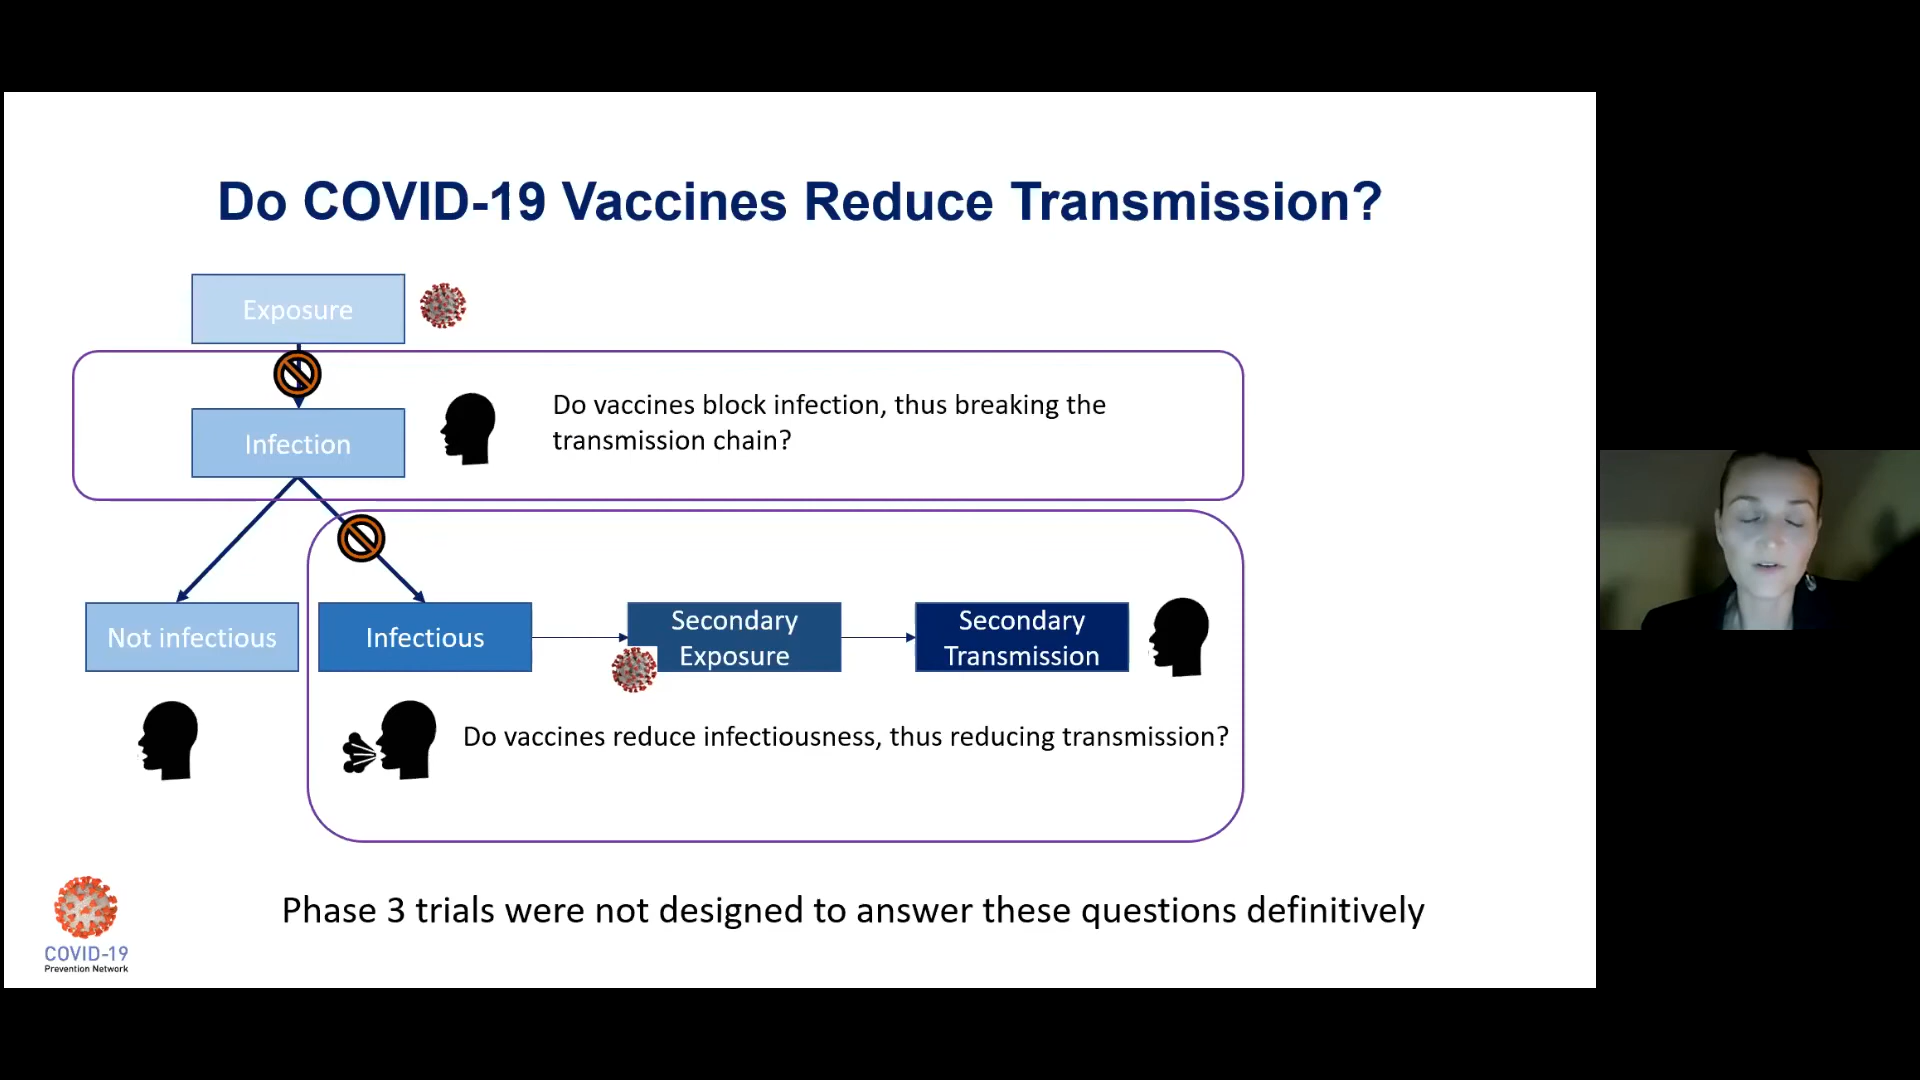 Do COVID-19 Vaccines Reduce Transmission?
Exposure
Do vaccines block infection, thus breaking the
transmission chain?
Infection
Not infectious
Infectious
Secondary
Exposure
Secondary
Transmission
Do vaccines reduce infectiousness, thus reducing transmission?
Phase 3 trials were not designed to answer these questions definitively
COVID-19
Prevention Network